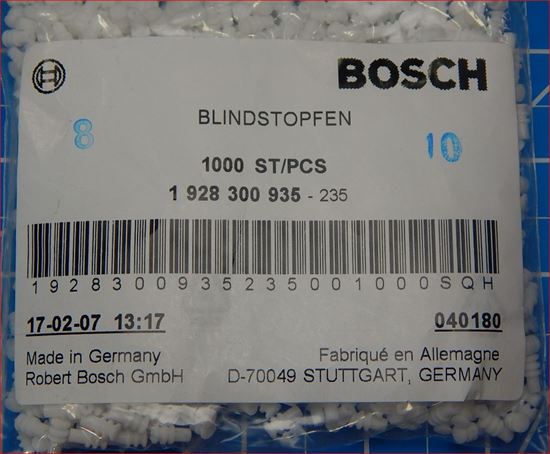 BOSCH
BLINDSTOPFEN
8
10
1000 ST/PCS
1 928 300 935 - 235
1928300935235001000SQH
17-02-07 13:17
040180
Made in Germany
Fabriqué en Allemagne
Robert Bosch GmbH
D-70049 STUTTGART, GERMANY